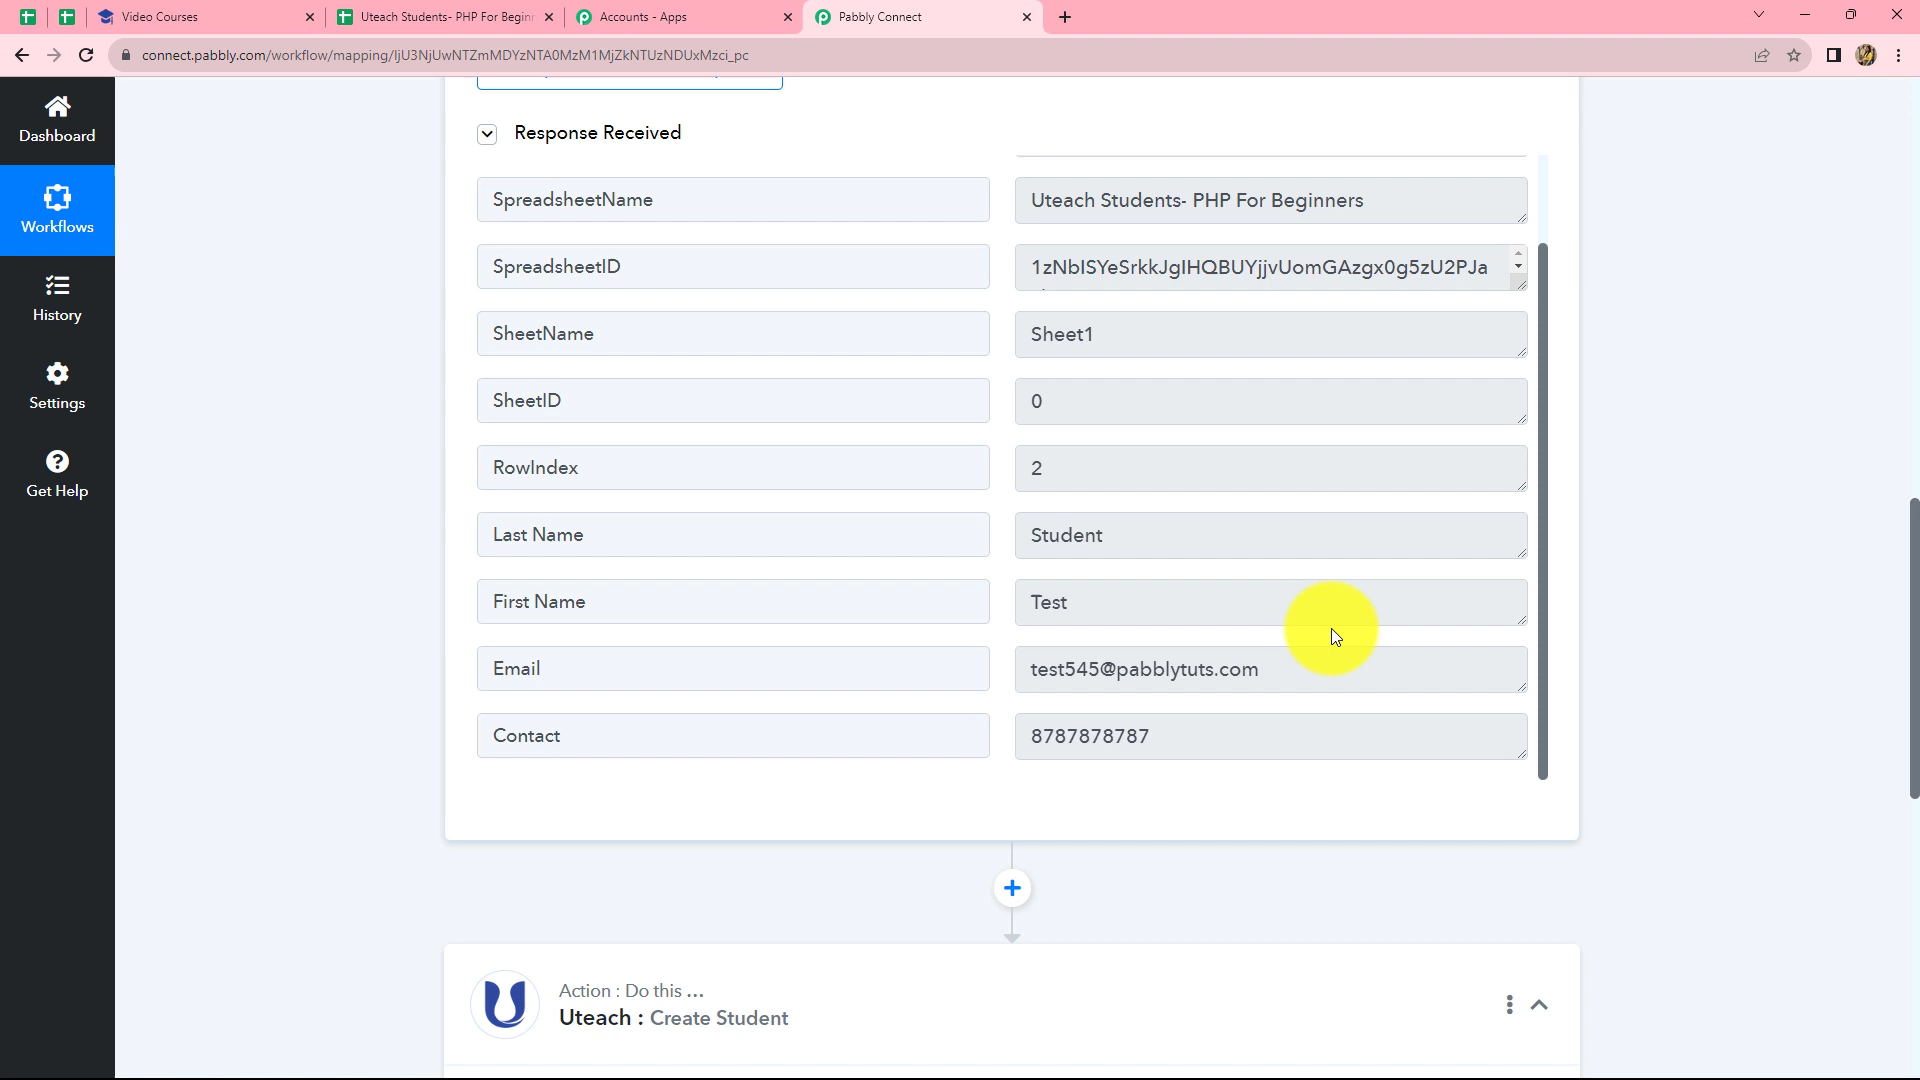 Video Courses
Uteach Students- PHP For Beginn
Accounts - Apps
Pabbly Connect
connect.pabbly.com/workflow/mapping/IjU3NjUwNTZmMDYzNTA0MzM1MjZkNTUzNDUxMzci_pc
Dashboard
Workflows
History
Settings
Get Help
Response Received
SpreadsheetName
Uteach Students- PHP For Beginners
SpreadsheetID
1zNbISYeSrkkJgIHQBUYjjvUomGAzgx0g5zU2PJa
SheetName
Sheet1
SheetID
0
RowIndex
2
Last Name
Student
First Name
Test
Email
test545@pabblytuts.com
Contact
8787878787
Action : Do this ...
Uteach : Create Student